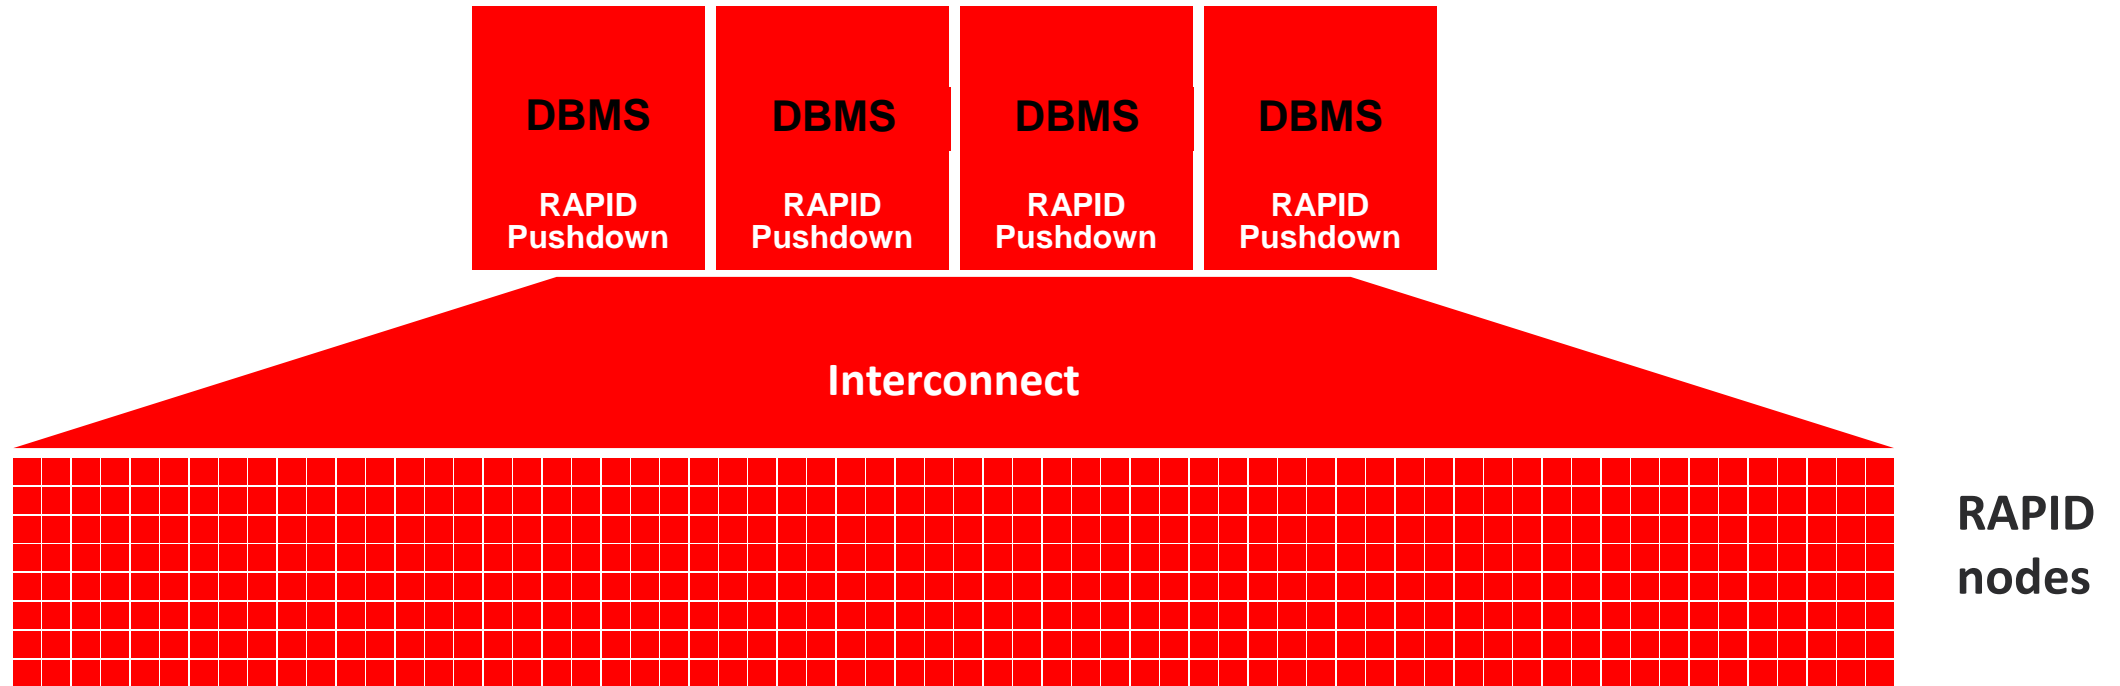 DBMS DBMS DBMS DBMS
RAPID RAPID RAPID RAPID
Pushdown Pushdown Pushdown Pushdown
Interconnect
RAPID
nodes